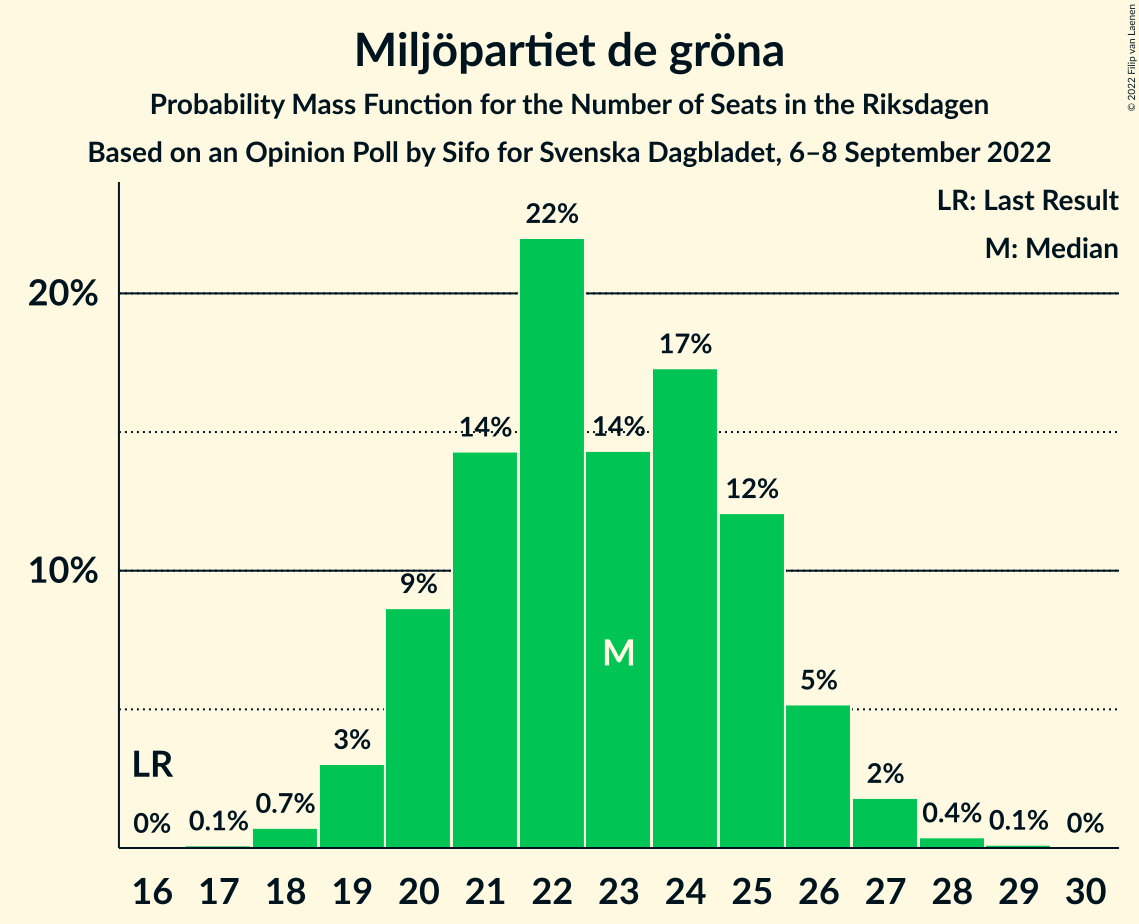 Miljöpartiet de gröna
Probability Mass Function for the Number of Seats in the Riksdagen
Based on an Opinion Poll by Sifo for Svenska Dagbladet, 6–8 September 2022
© 2022 Filip van Laenen
LR: Last Result
M: Median
20%
10%
LR
0%
0.1%
0.7%
3%
9%
14%
22%
14%
M
17%
12%
5%
2%
0.4%
0.1%
0%
16 17 18 19 20 21 22 23 24 25 26 27 28 29 30